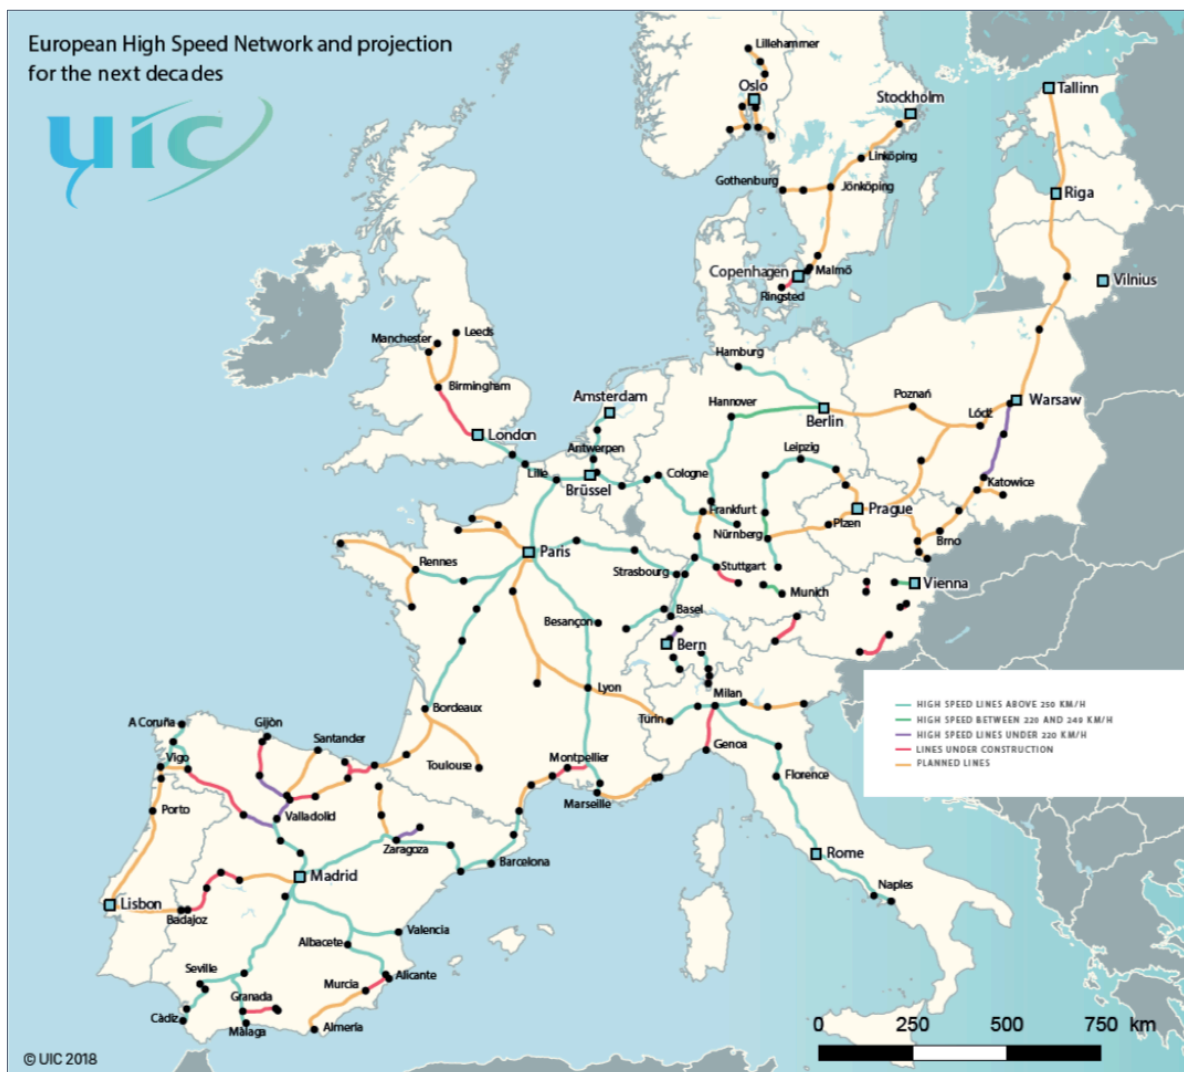 European High Speed Network and projection
for the next decades
uic
Lillehammer
Oslo
Stockholm
Tallinn
Linköping
Gothenburg
Jönköping
Riga
Copenhagen
Malmö
Ringsted
Vilnius
Manchester
Leeds
Hamburg
Birmingham
Amsterdam
Hannover
Poznań
Warsaw
Berlin
Lódź
London
Antwerpen
Leipzig
Lille
Cologne
Brüssel
Katowice
Frankfurt
Prague
Plzen
Nürnberg
Brno
Paris
Rennes
Strasbourg
Stuttgart
Vienna
Munich
Besançon
Basel
Bern
Lyon
Milan
Bordeaux
Turin
A Coruña
Gijòn
Santander
Genoa
Vigo
Toulouse
Montpellier
Florence
Marseille
Porto
Valladolid
Zaragoza
Barcelona
Rome
Madrid
Naples
Lisbon
Badajoz
Valencia
Albacete
Seville
Alicante
Murcia
Granada
Càdiz
Màlaga
Almería
HIGH SPEED LINES ABOVE 250 KM/H
HIGH SPEED BETWEEN 220 AND 249 KM/H
HIGH SPEED LINES UNDER 220 KM/H
LINES UNDER CONSTRUCTION
PLANNED LINES
0 250 500 750 km
© UIC 2018